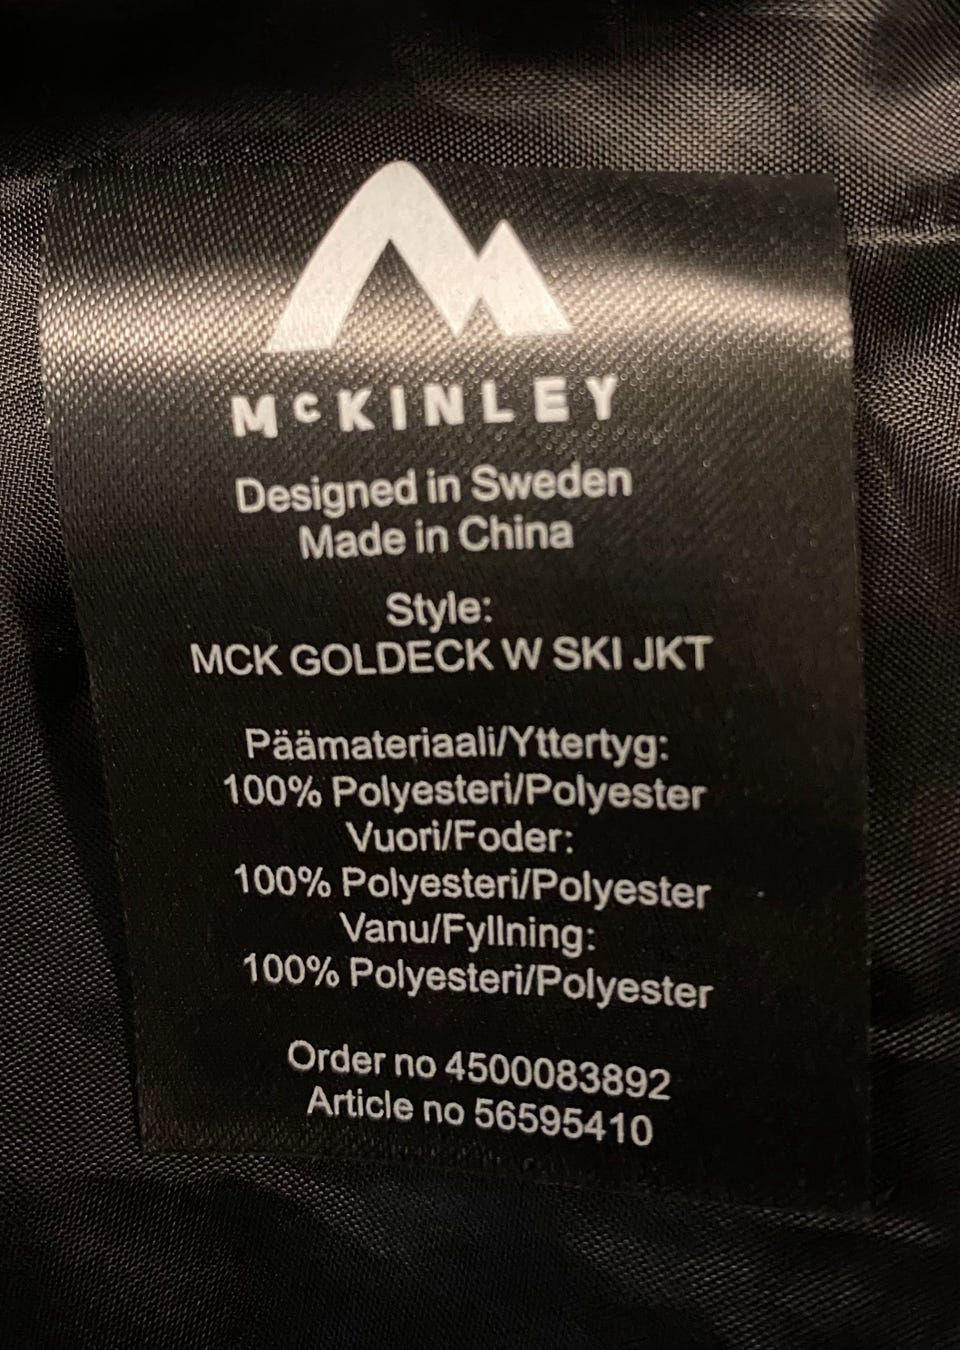 McKINLEY
Designed in Sweden
Made in China
Style:
MCK GOLDECK W SKI JKT
Päämateriaali/Yttertyg:
100% Polyesteri/Polyester
Vuori/Foder:
100% Polyesteri/Polyester
Vanu/Fyllning:
100% Polyesteri/Polyester
Order no 4500083892
Article no 56595410